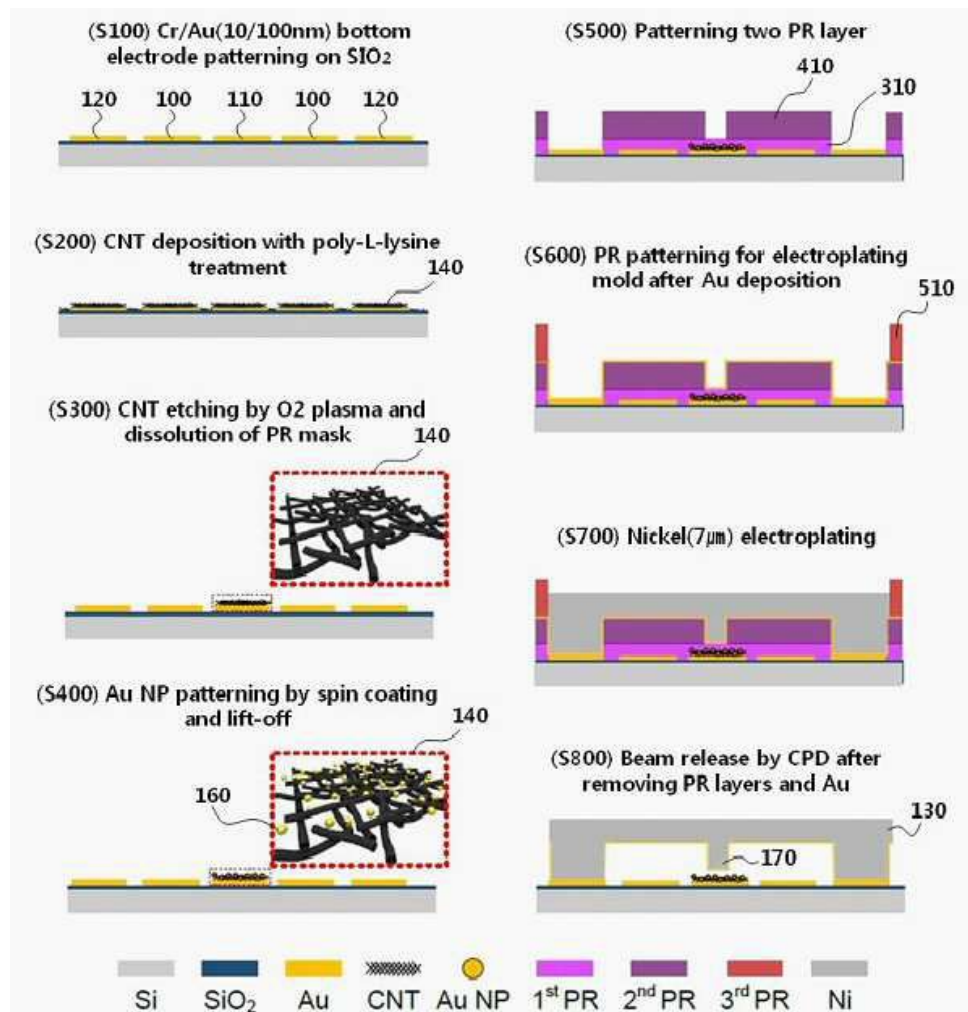 (S100) Cr/Au(10/100nm) bottom
electrode patterning on SIO₂
120 100 110 100 120
(S200) CNT deposition with poly-L-lysine
treatment
140
(S300) CNT etching by O2 plasma and
dissolution of PR mask
140
(S400) Au NP patterning by spin coating
and lift-off
140
160
(S500) Patterning two PR layer
410
310
(S600) PR patterning for electroplating
mold after Au deposition
510
(S700) Nickel(7㎛) electroplating
(S800) Beam release by CPD after
removing PR layers and Au
130
170
Si SiO₂ Au CNT Au NP 1st PR 2nd PR 3rd PR Ni